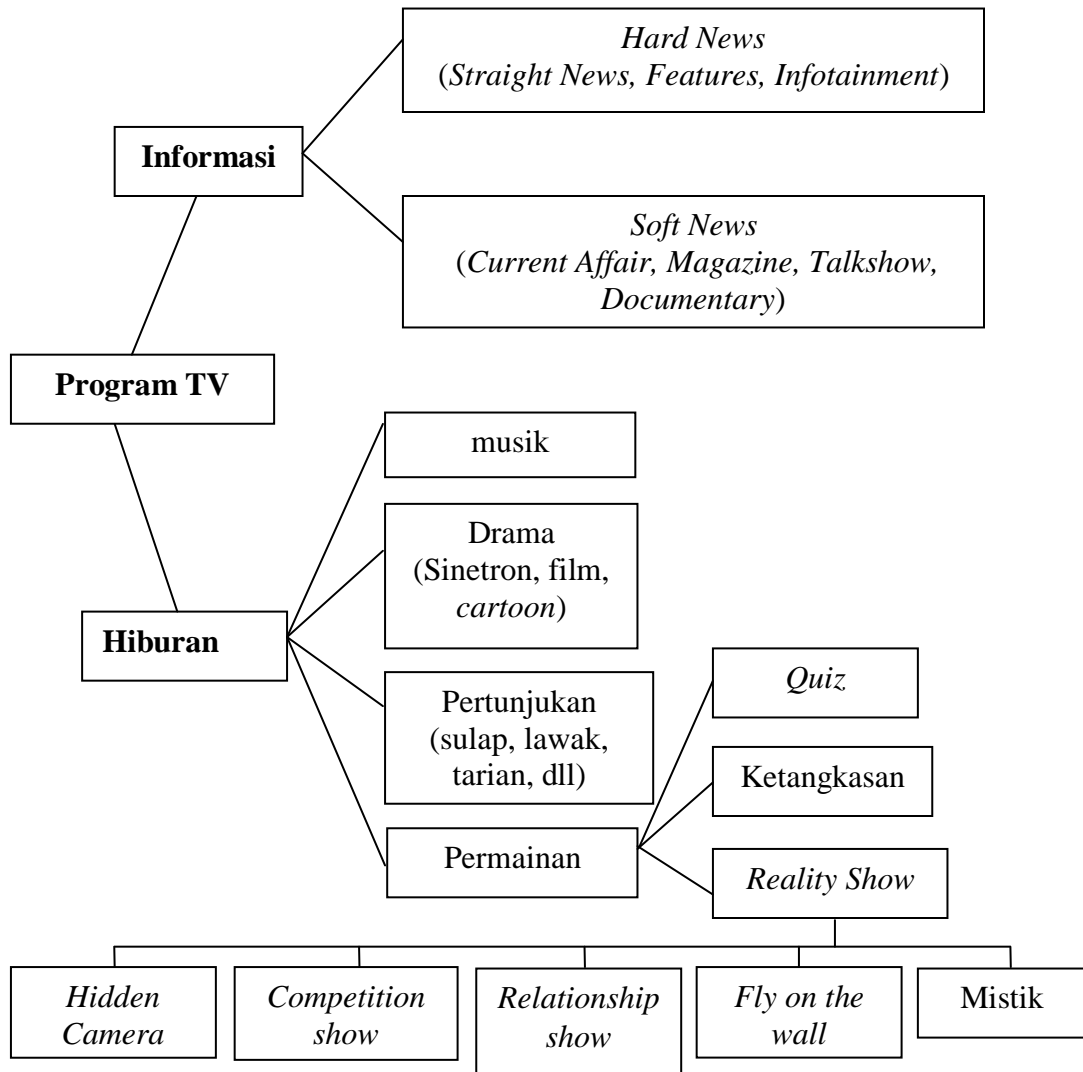 Hard News
(Straight News, Features, Infotainment)
Informasi
Soft News
(Current Affair, Magazine, Talkshow,
Documentary)
Program TV
musik
Drama
(Sinetron, film,
cartoon)
Hiburan
Quiz
Pertunjukan
(sulap, lawak,
tarian, dll)
Ketangkasan
Permainan
Reality Show
Hidden
Camera
Competition
show
Relationship
show
Fly on the
wall
Mistik